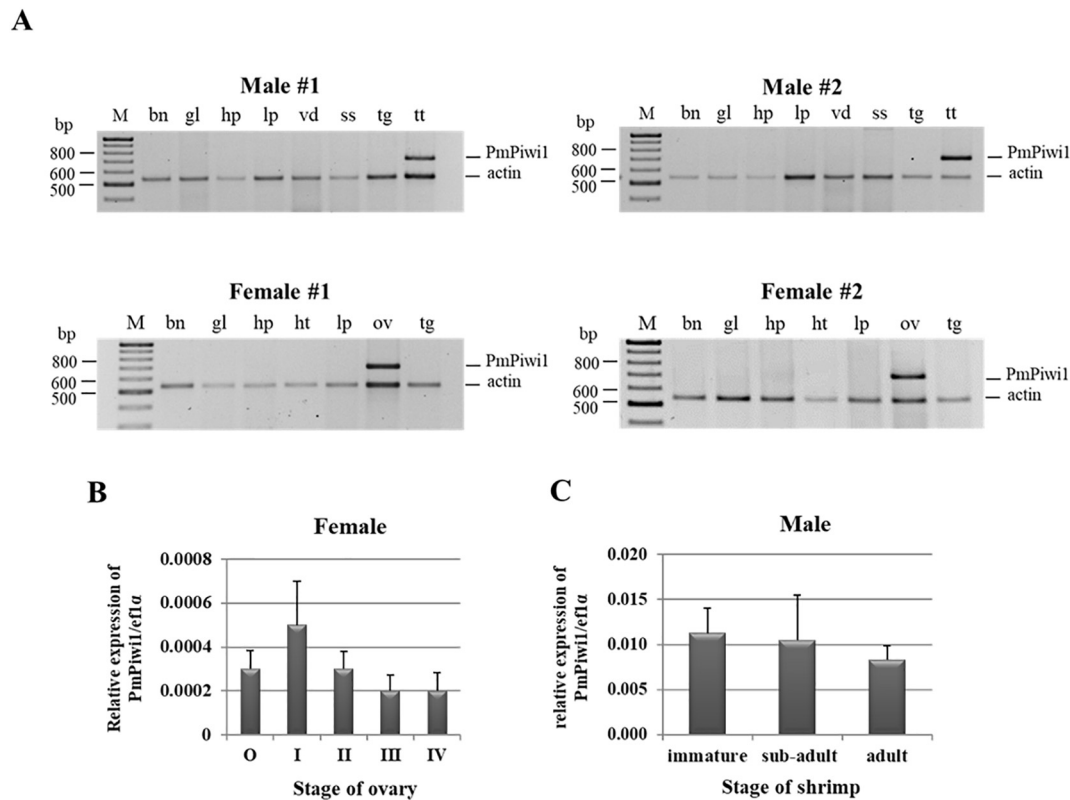 A
Male #1
M bn gl hp lp vd ss tg tt
bp
800
600
500
PmPiwi1
actin
Male #2
M bn gl hp lp vd ss tg tt
bp
800
600
500
PmPiwi1
actin
Female #1
M bn gl hp ht lp ov tg
bp
800
600
500
PmPiwi1
actin
Female #2
M bn gl hp ht lp ov tg
bp
800
600
500
PmPiwi1
actin
B
Female
Relative expression of
PmPiwi1/ef1α
0.0008
0.0006
0.0004
0.0002
0
O I II III IV
Stage of ovary
C
Male
relative expression of
PmPiwi1/ef1α
0.020
0.015
0.010
0.005
0.000
immature sub-adult adult
Stage of shrimp